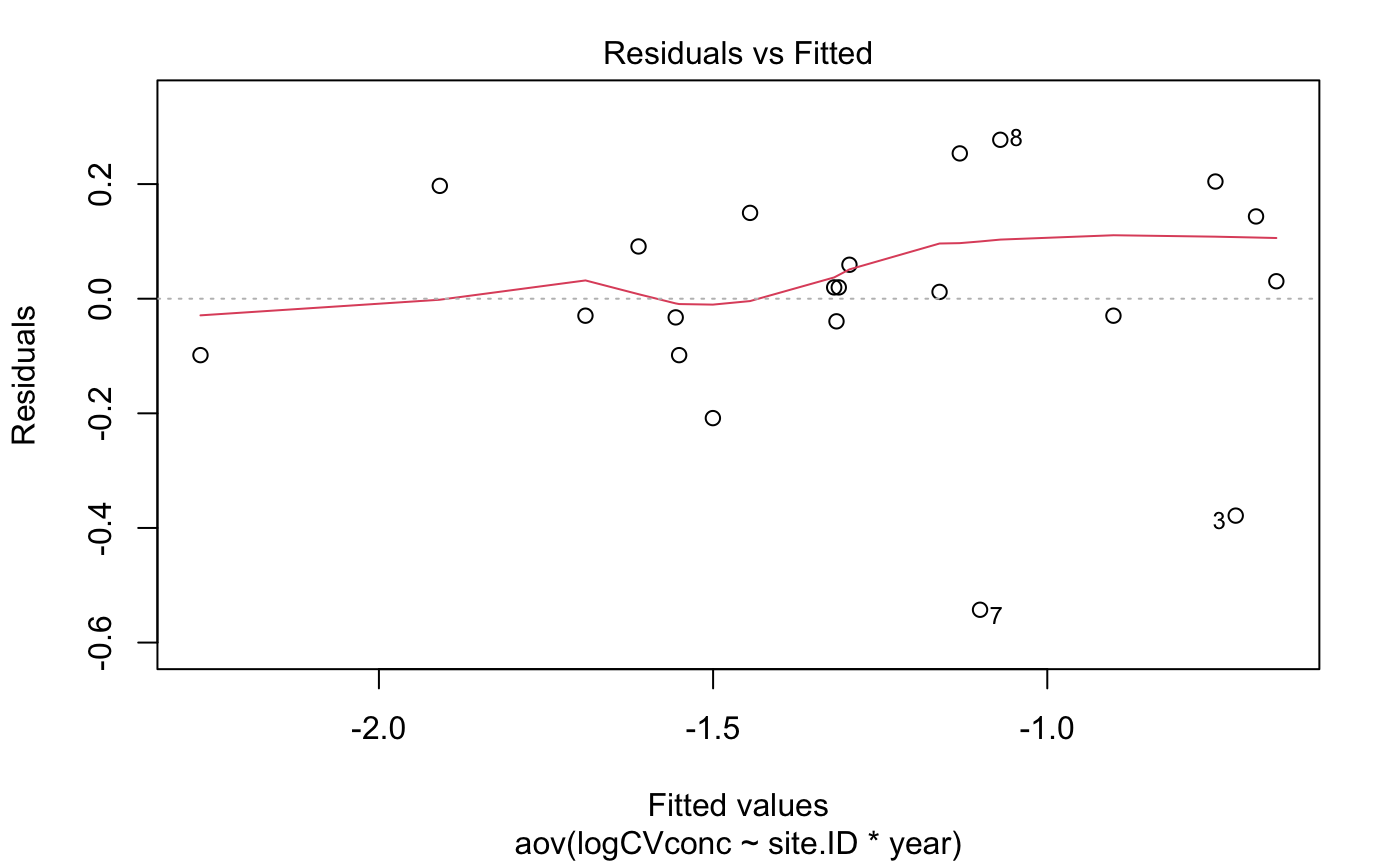 Residuals vs Fitted
Residuals
0.2
0.0
-0.2
-0.4
-0.6
8
3
7
-2.0 -1.5 -1.0
Fitted values
aov(logCVconc ~ site.ID * year)